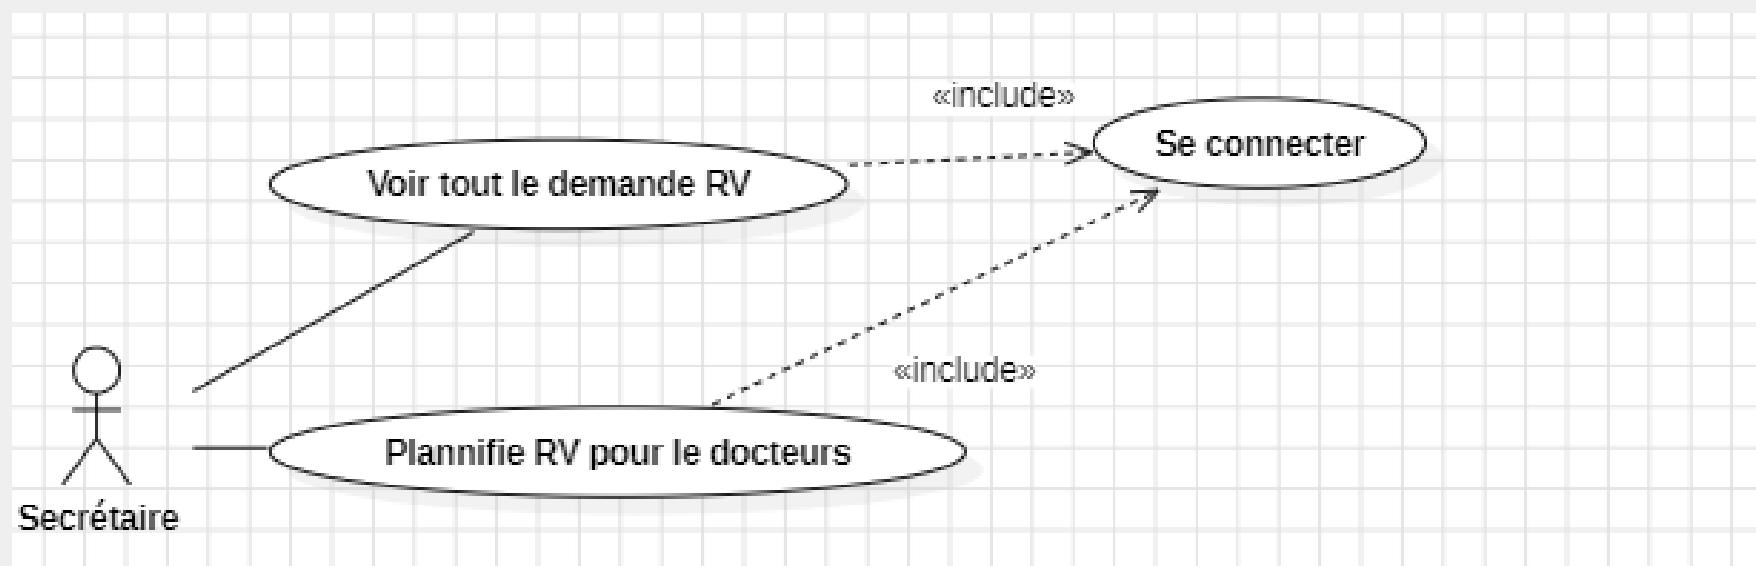 «include»
Se connecter
Voir tout le demande RV
«include»
Plannifie RV pour le docteurs
Secrétaire